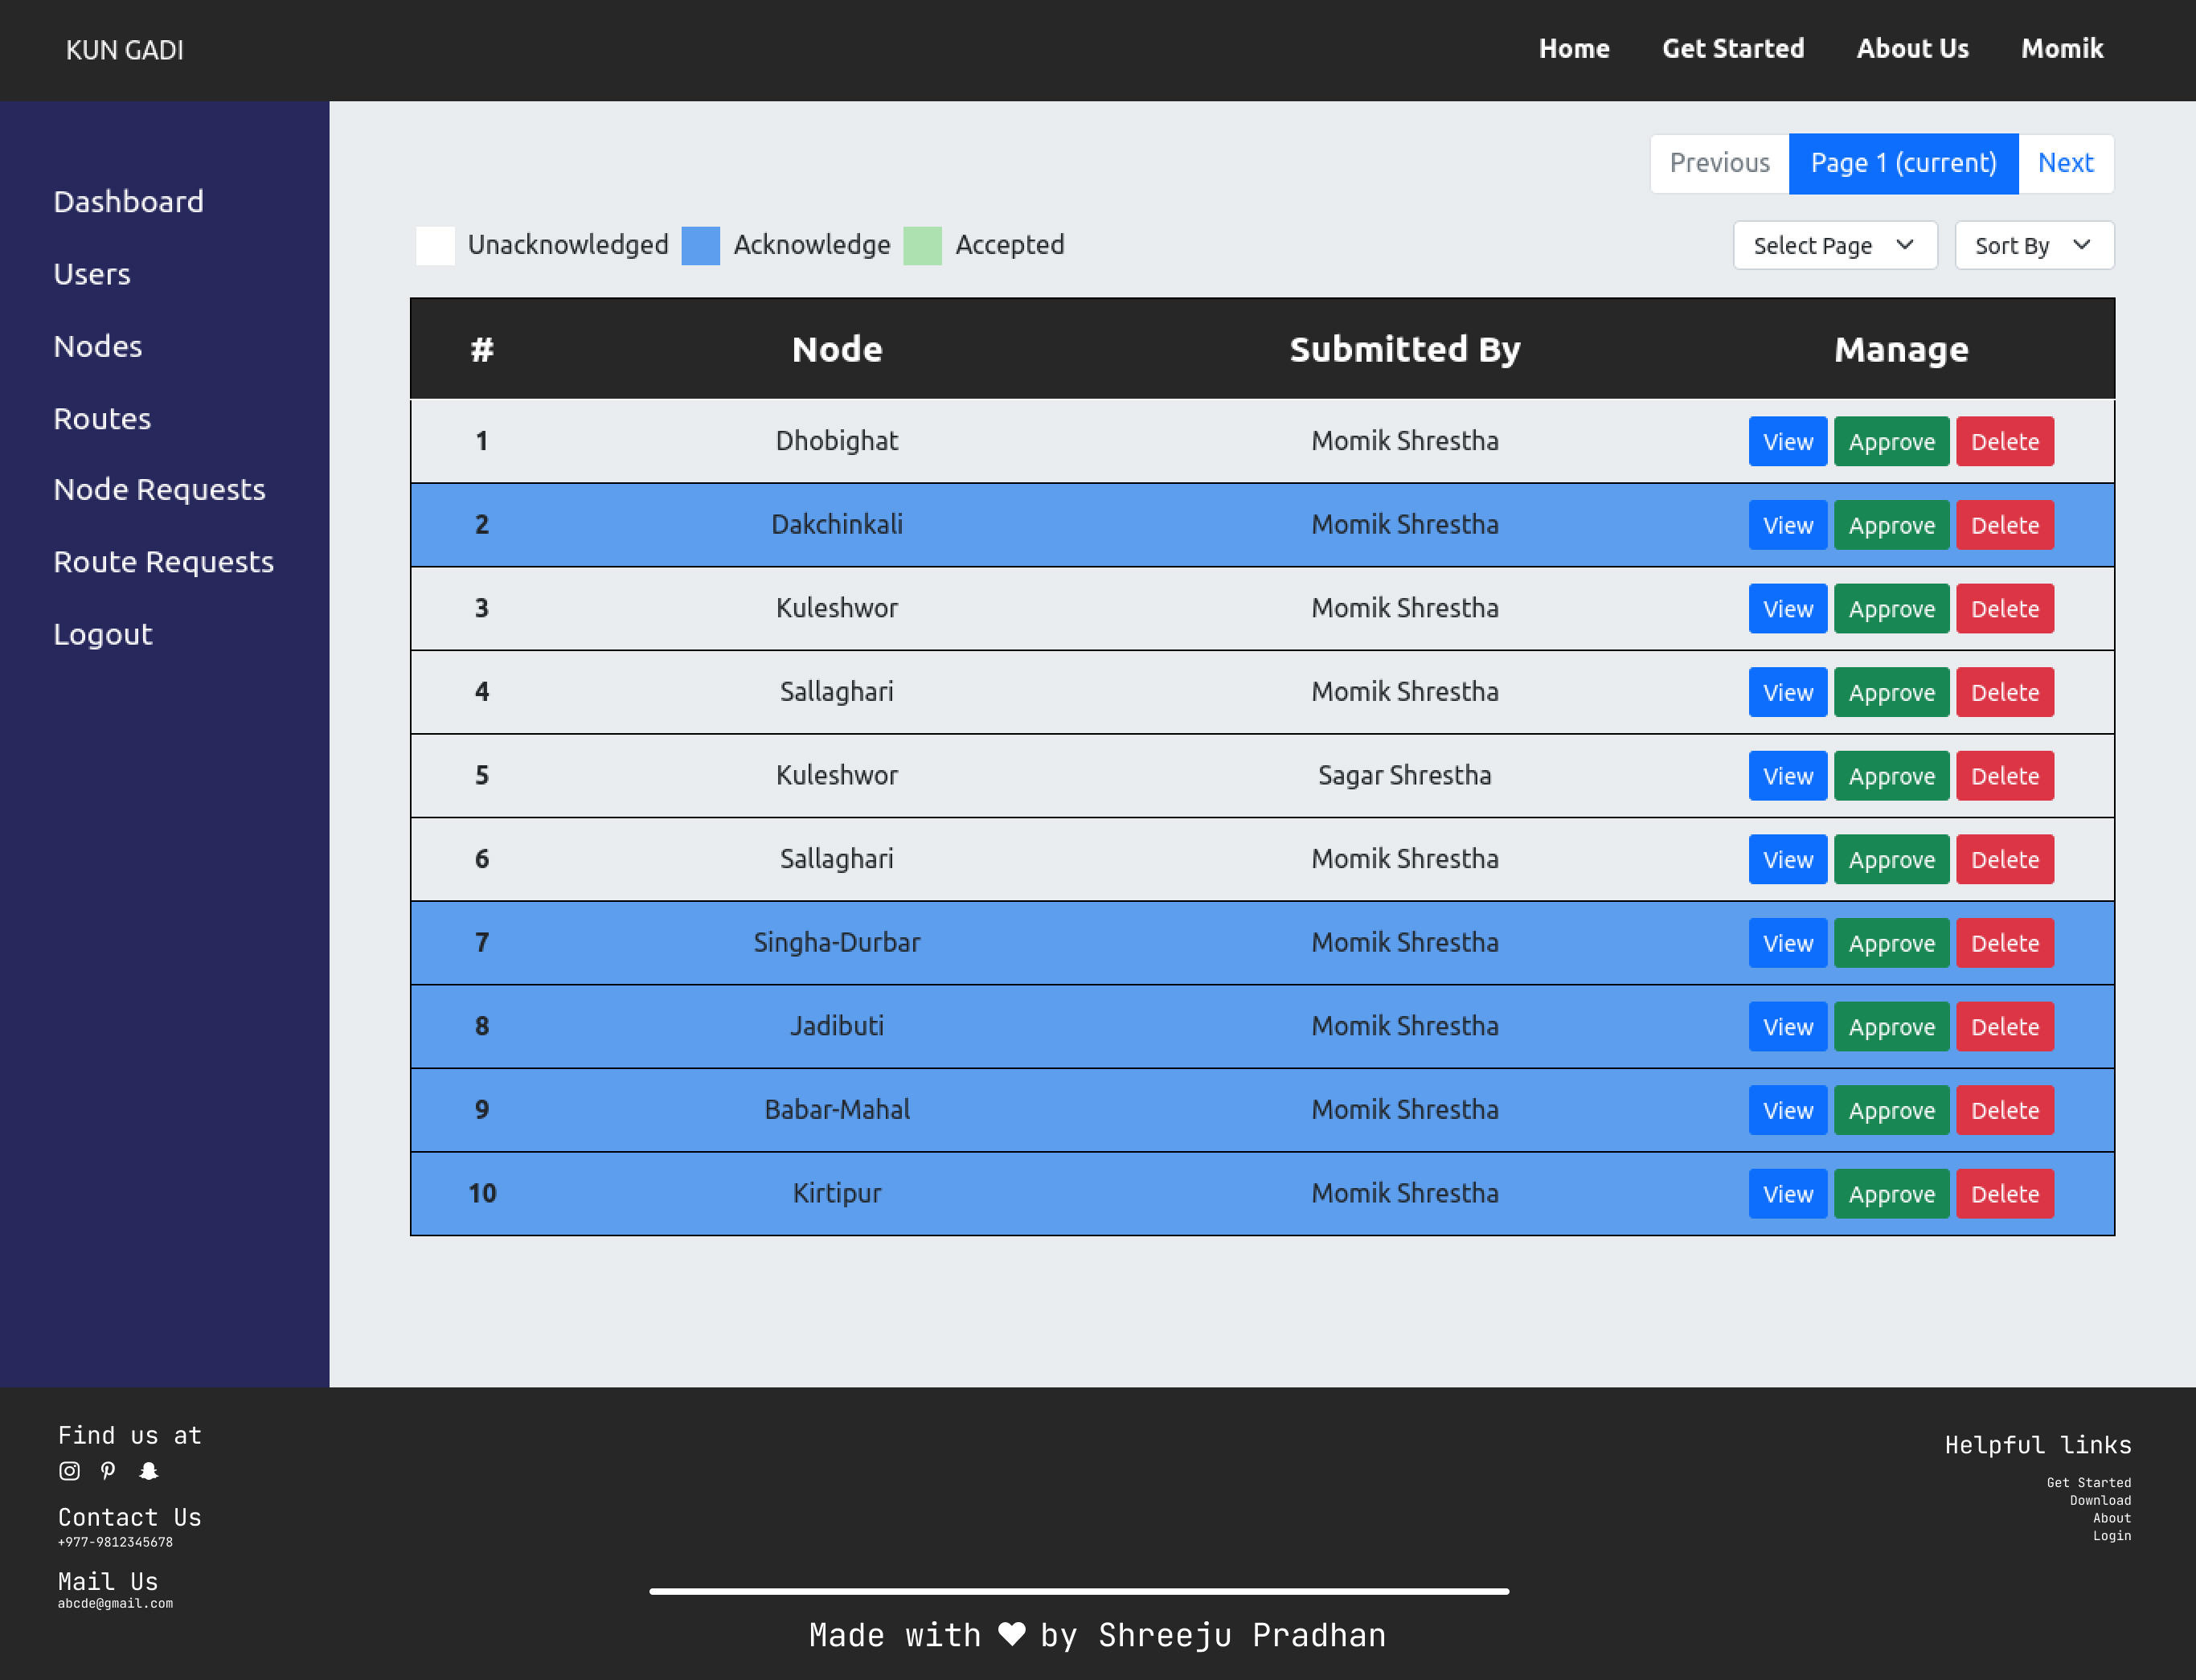 KUN GADI
Home Get Started About Us Momik
Dashboard
Users
Nodes
Routes
Node Requests
Route Requests
Logout
Previous Page 1 (current) Next
Unacknowledged Acknowledge Accepted
Select Page Sort By
# Node Submitted By Manage
1 Dhobighat Momik Shrestha View Approve Delete
2 Dakchinkali Momik Shrestha View Approve Delete
3 Kuleshwor Momik Shrestha View Approve Delete
4 Sallaghari Momik Shrestha View Approve Delete
5 Kuleshwor Sagar Shrestha View Approve Delete
6 Sallaghari Momik Shrestha View Approve Delete
7 Singha-Durbar Momik Shrestha View Approve Delete
8 Jadibuti Momik Shrestha View Approve Delete
9 Babar-Mahal Momik Shrestha View Approve Delete
10 Kirtipur Momik Shrestha View Approve Delete
Find us at
Contact Us
+977-9812345678
Mail Us
abcde@gmail.com
Helpful links
Get Started
Download
About
Login
Made with ♥ by Shreeju Pradhan